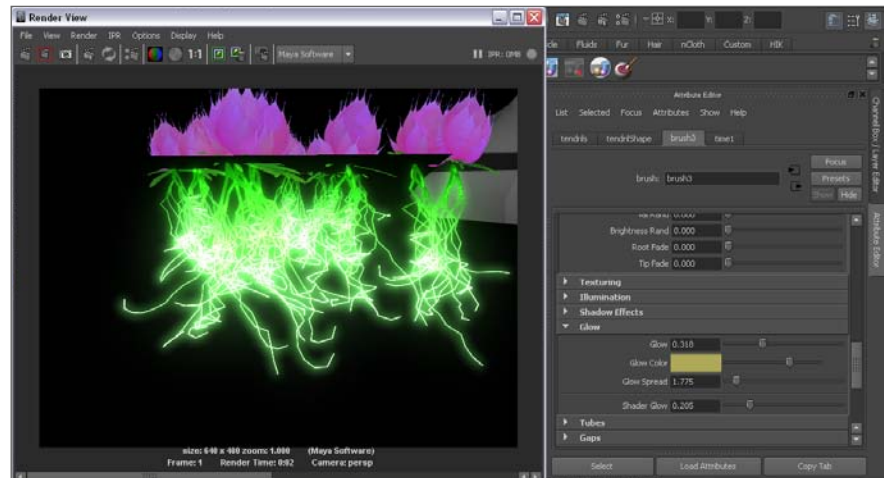 Render View
File View Render IPR Options Display Help
1:1 Maya Software IPR: 0MB
size: 640 x 480 zoom: 1.000 (Maya Software)
Frame: 1 Render Time: 0:02 Camera: persp
X: Y: Z:
Fluids Fur Hair nCloth Custom
Attribute Editor
List Selected Focus Attributes Show Help
tendrils tendrilShape brush3 time1
Focus
brush: brush3 Presets
Show Hide
0.000
Brightness Rand 0.000
Root Fade 0.000
Tip Fade 0.000
Texturing
Illumination
Shadow Effects
Glow
Glow 0.318
Glow Color
Glow Spread 1.775
Shader Glow 0.205
Tubes
Gaps
Select Load Attributes Copy Tab
Channel Box / Layer Editor
Attribute Editor